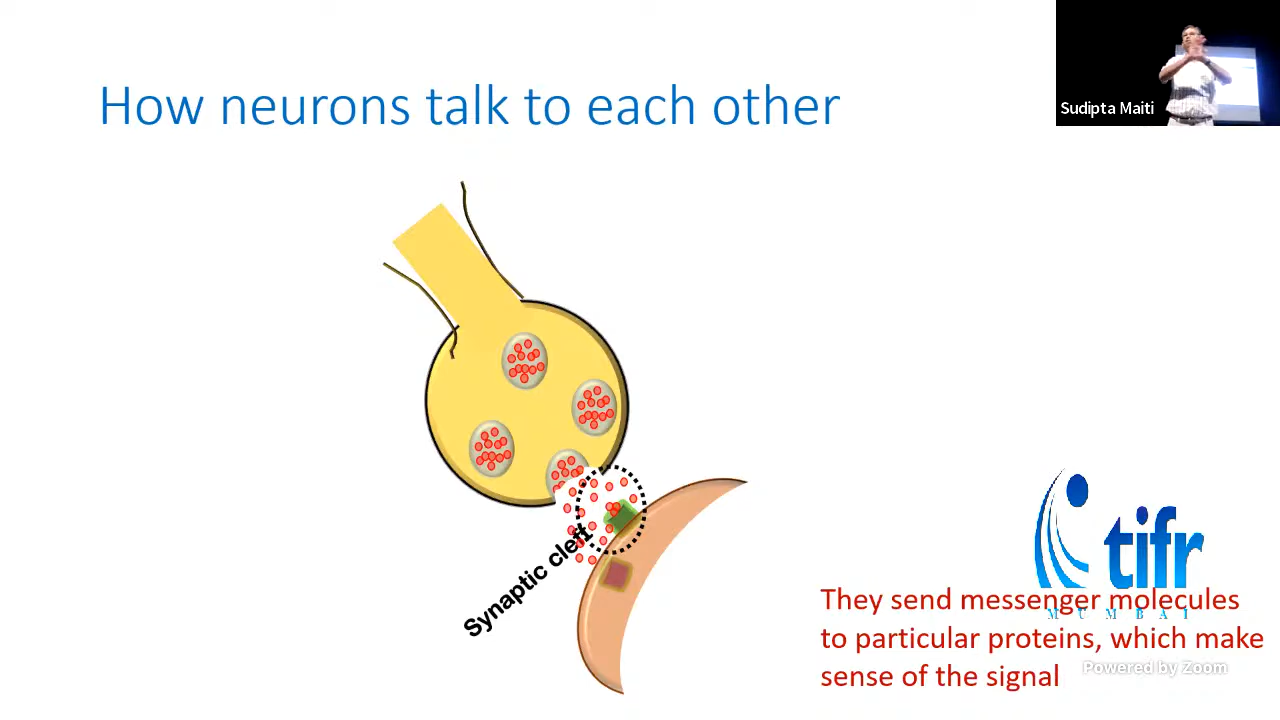 How neurons talk to each other
Sudipta Maiti
Synaptic cleft
tifr
MUMBAI
They send messenger molecules
to particular proteins, which make
sense of the signal
Powered by Zoom